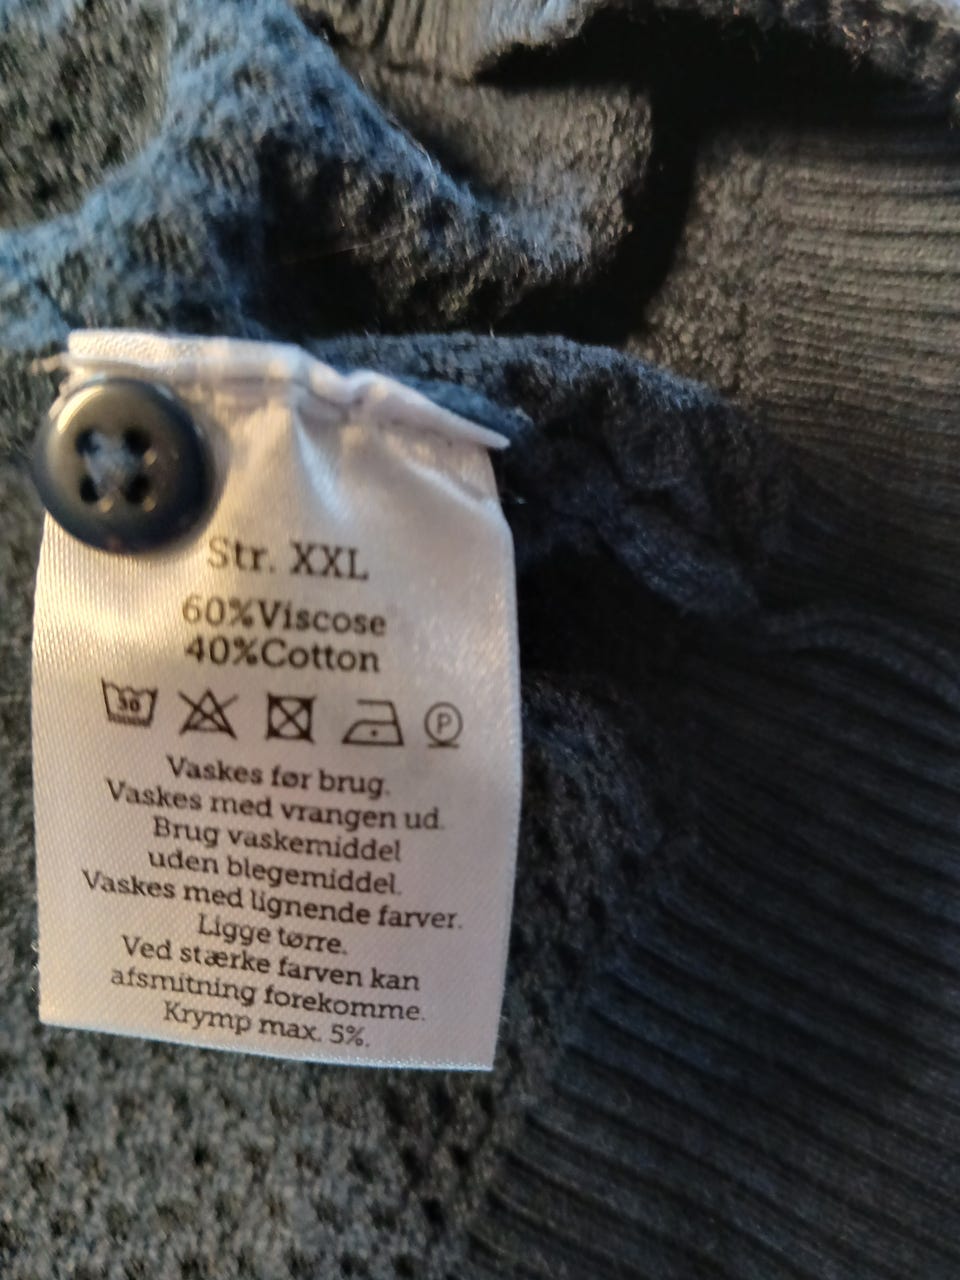 Str. XXL
60%Viscose
40%Cotton
30 P
Vaskes før brug.
Vaskes med vrangen ud.
Brug vaskemiddel
uden blegemiddel.
Vaskes med lignende farver.
Ligge tørre.
Ved stærke farven kan
afsmitning forekomme.
Krymp max. 5%.